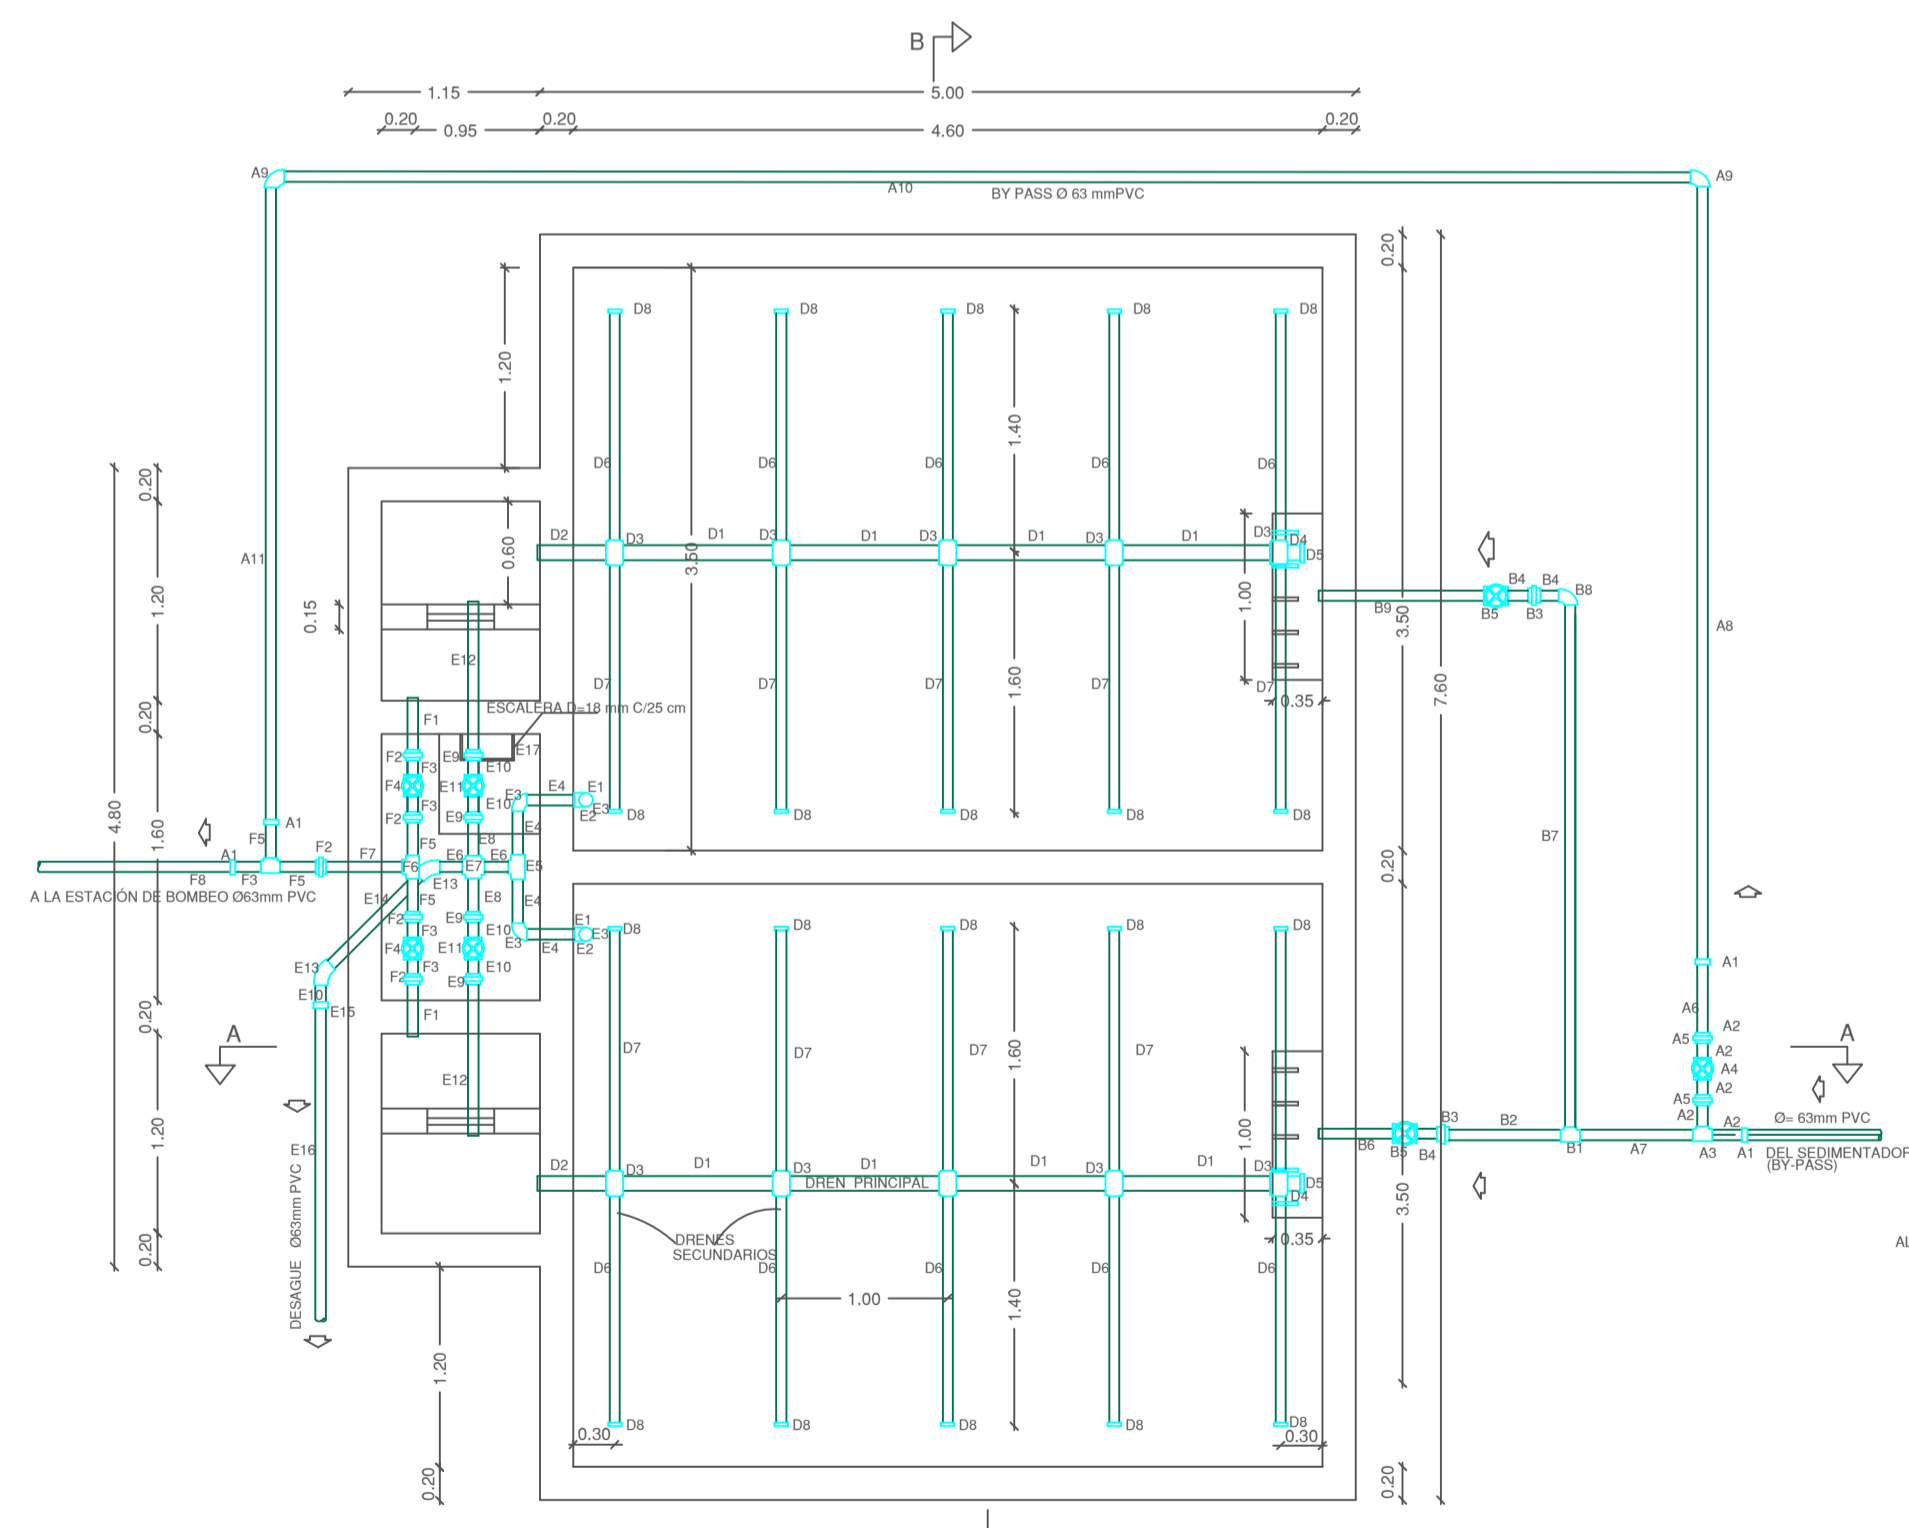 B
1.15
5.00
0.20
0.95
0.20
4.60
0.20
A9
A10
BY PASS Ø 63 mmPVC
A9
0.20
D8
D8
D8
D8
D8
1.20
1.40
D6
D6
D6
D6
D6
0.20
D2
D3
D1
D3
D1
D3
D1
D3
D1
D3
D4
D5
A11
0.60
3.50
1.00
B4
B4
B8
B9
B5
B3
3.50
1.20
0.15
A8
E12
D7
D7
D7
D7
D7
1.60
7.60
0.35
0.20
F1
ESCALERA D=18 mm C/25 cm
F2
E9
E17
F3
E10
F4
E11
E4
E1
E3
E10
E3
F3
E2
D8
D8
D8
D8
D8
F2
E9
E4
4.80
1.60
A1
F5
F5
E8
B7
F2
A1
F7
E6
E6
F6
E7
E5
0.20
F8
F3
F5
E13
A LA ESTACIÓN DE BOMBEO Ø63mm PVC
E14
F5
E8
E4
F2
E9
E1
F3
E10
E3
E3
D8
D8
D8
D8
D8
F4
E11
E4
E2
E13
F3
E10
F2
E9
A1
E10
E15
F1
0.20
A6
A2
A
D7
D7
1.60
D7
D7
A5
A2
A
A4
E12
A2
A5
A2
A2
Ø= 63mm PVC
1.20
1.00
B3
B2
B6
B5
B4
B1
A7
A3
A1
DEL SEDIMENTADOR
(BY-PASS)
E16
D2
D3
D1
D3
D1
D1
D3
D1
D3
D5
D4
DREN PRINCIPAL
3.50
DESAGUE Ø63mm PVC
DRENES
SECUNDARIOS
0.35
AL
0.20
D6
D6
D6
D6
D6
1.00
1.40
1.20
D8
D8
D8
D8
D8
0.30
0.30
0.20
0.20